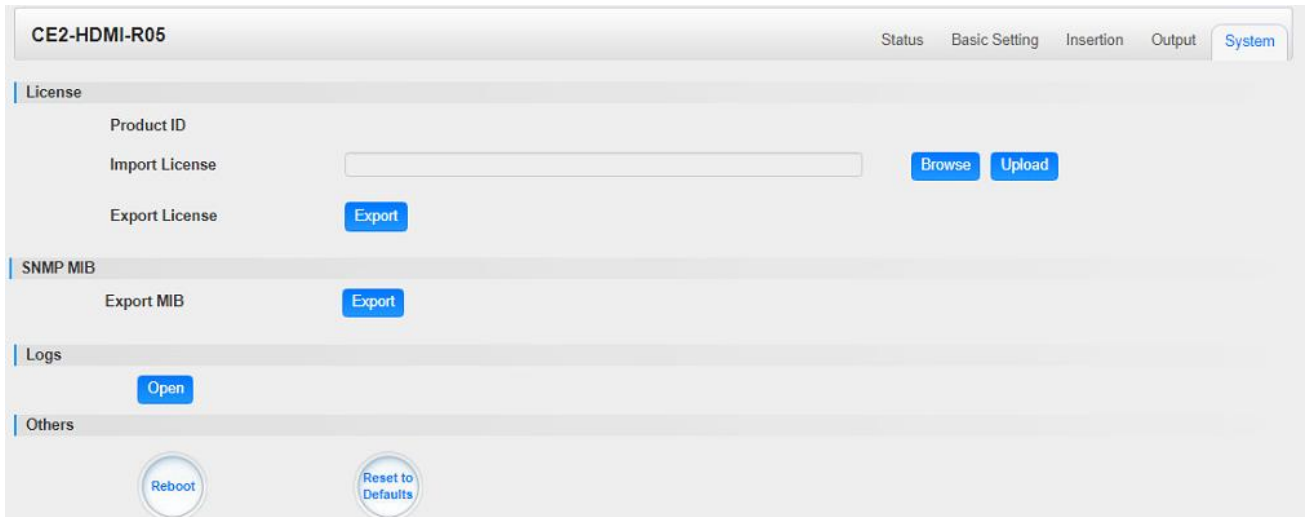 CE2-HDMI-R05 Status Basic Setting Insertion Output System
License
Product ID
Import License Browse Upload
Export License Export
SNMP MIB
Export MIB Export
Logs
Open
Others
Reboot Reset to Defaults